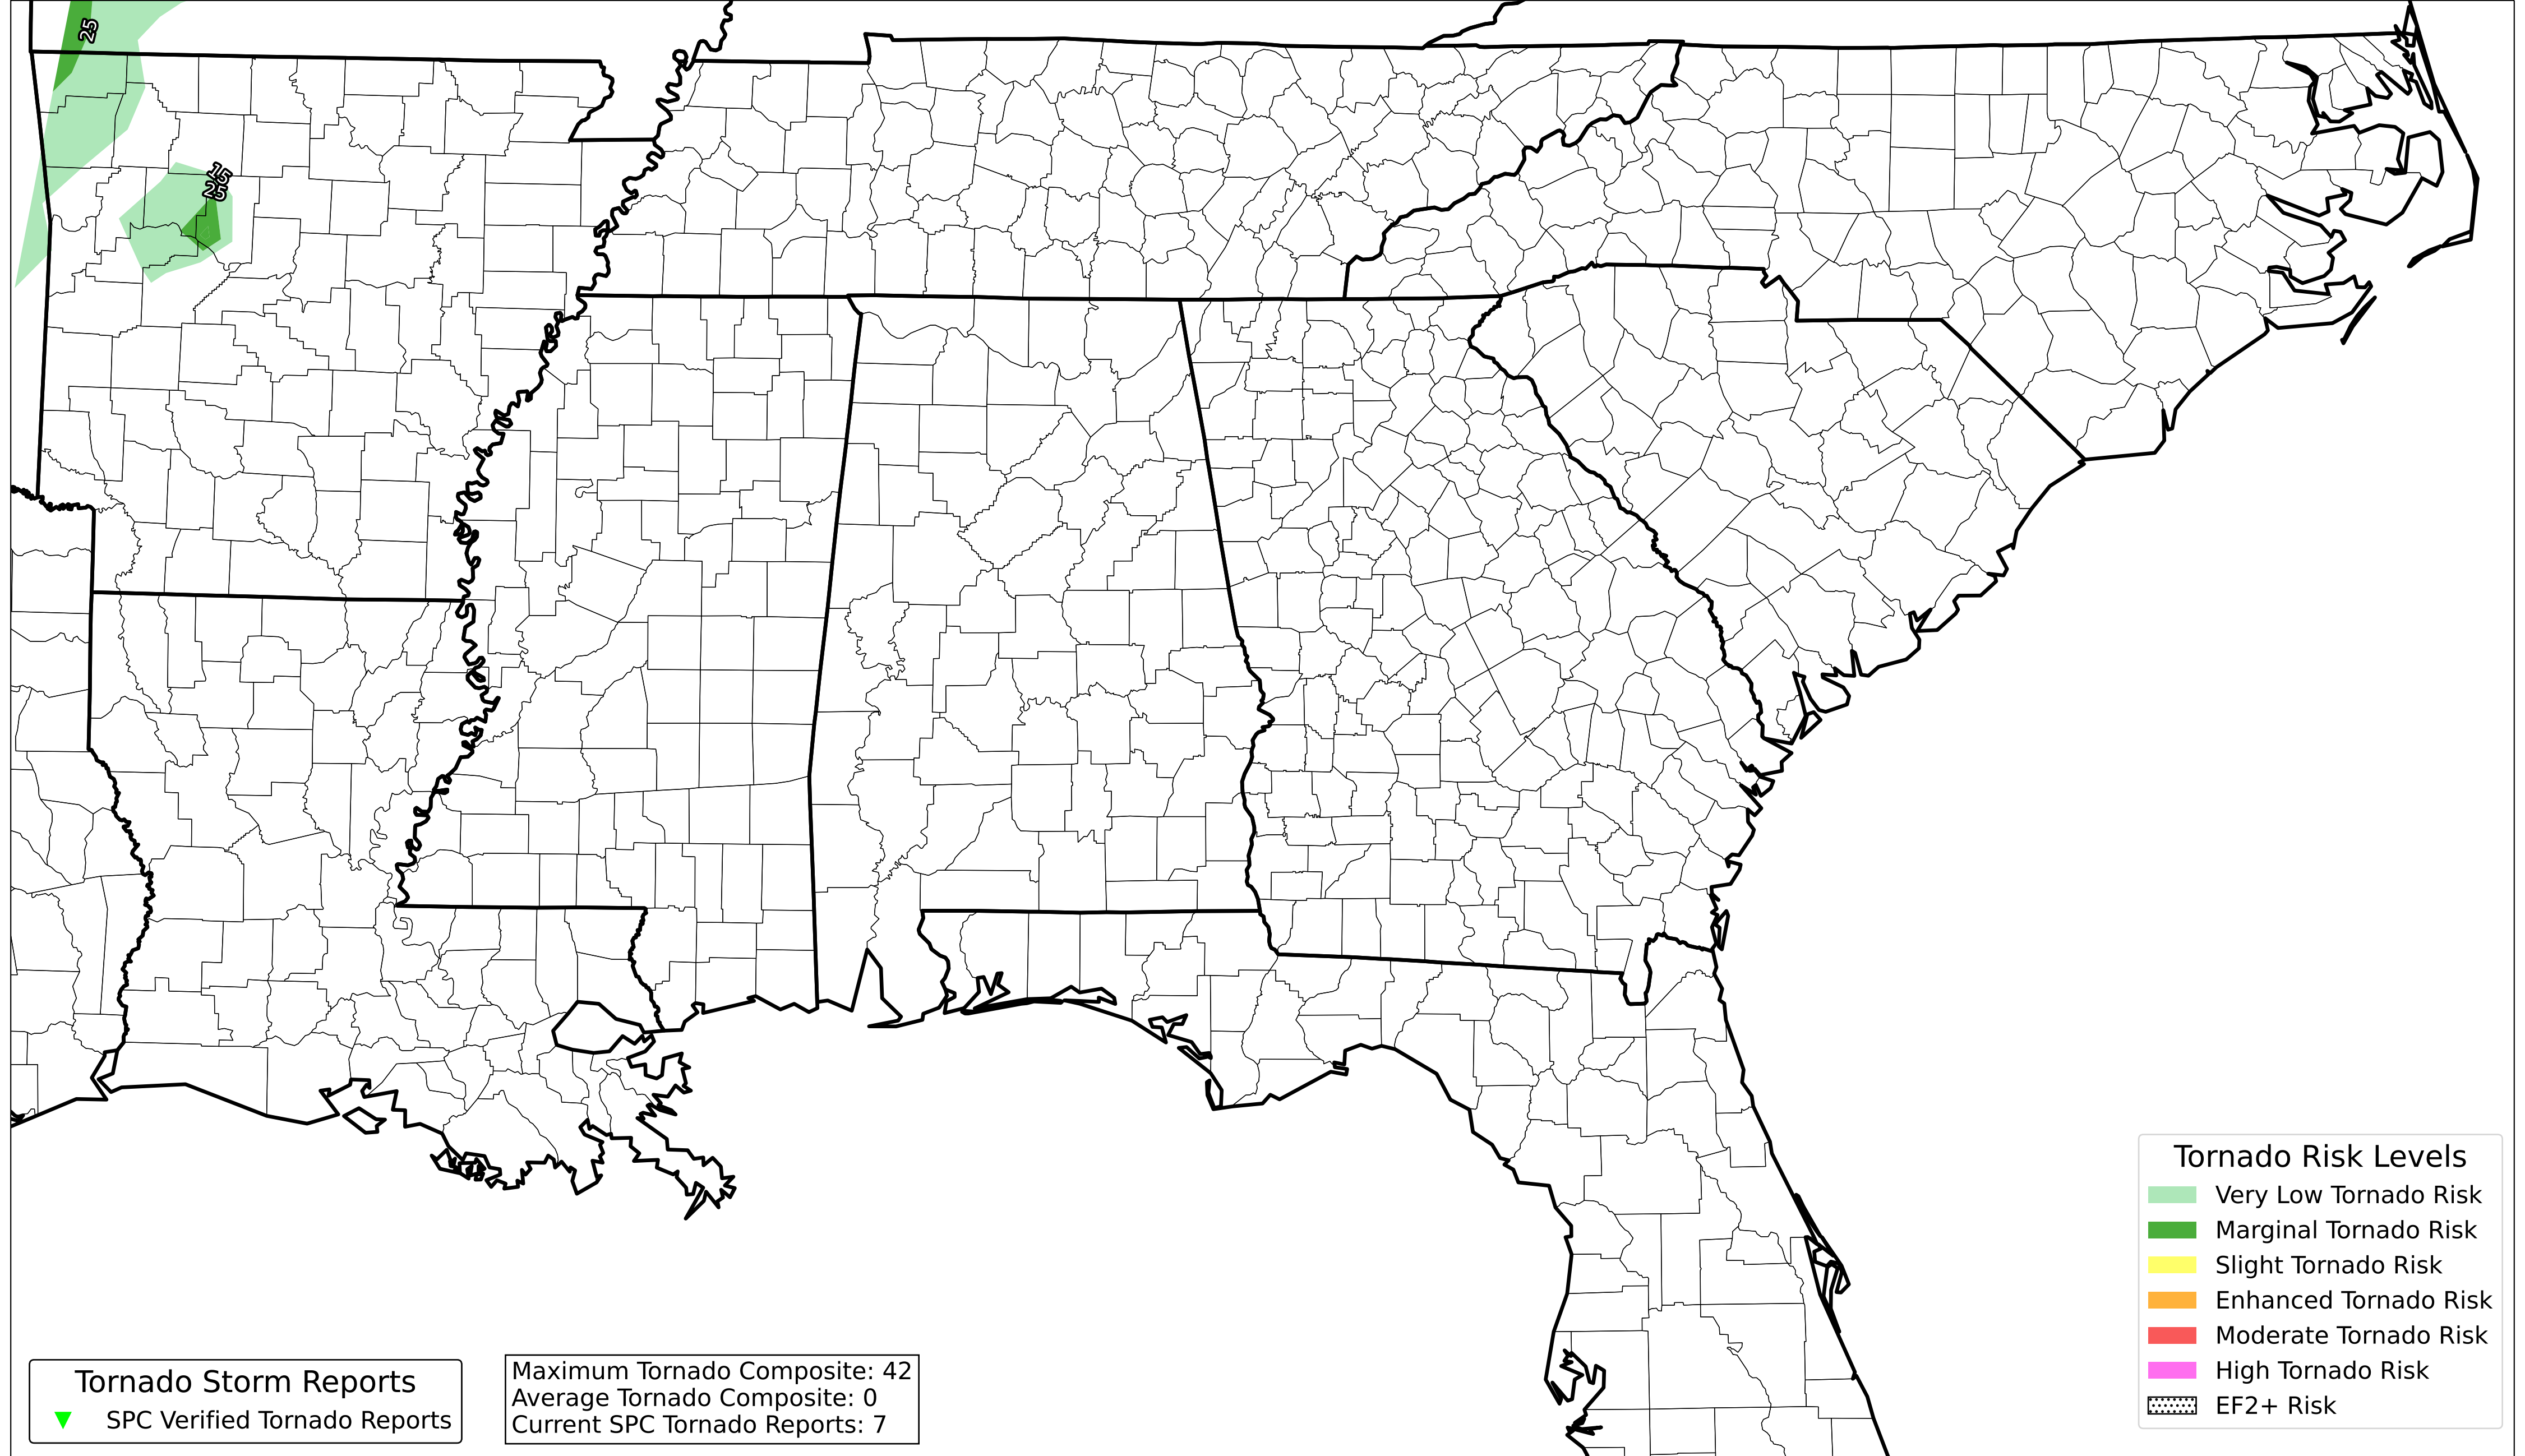 25
15
25
Tornado Risk Levels
Very Low Tornado Risk
Marginal Tornado Risk
Slight Tornado Risk
Enhanced Tornado Risk
Moderate Tornado Risk
High Tornado Risk
EF2+ Risk
Tornado Storm Reports
SPC Verified Tornado Reports
Maximum Tornado Composite: 42
Average Tornado Composite: 0
Current SPC Tornado Reports: 7